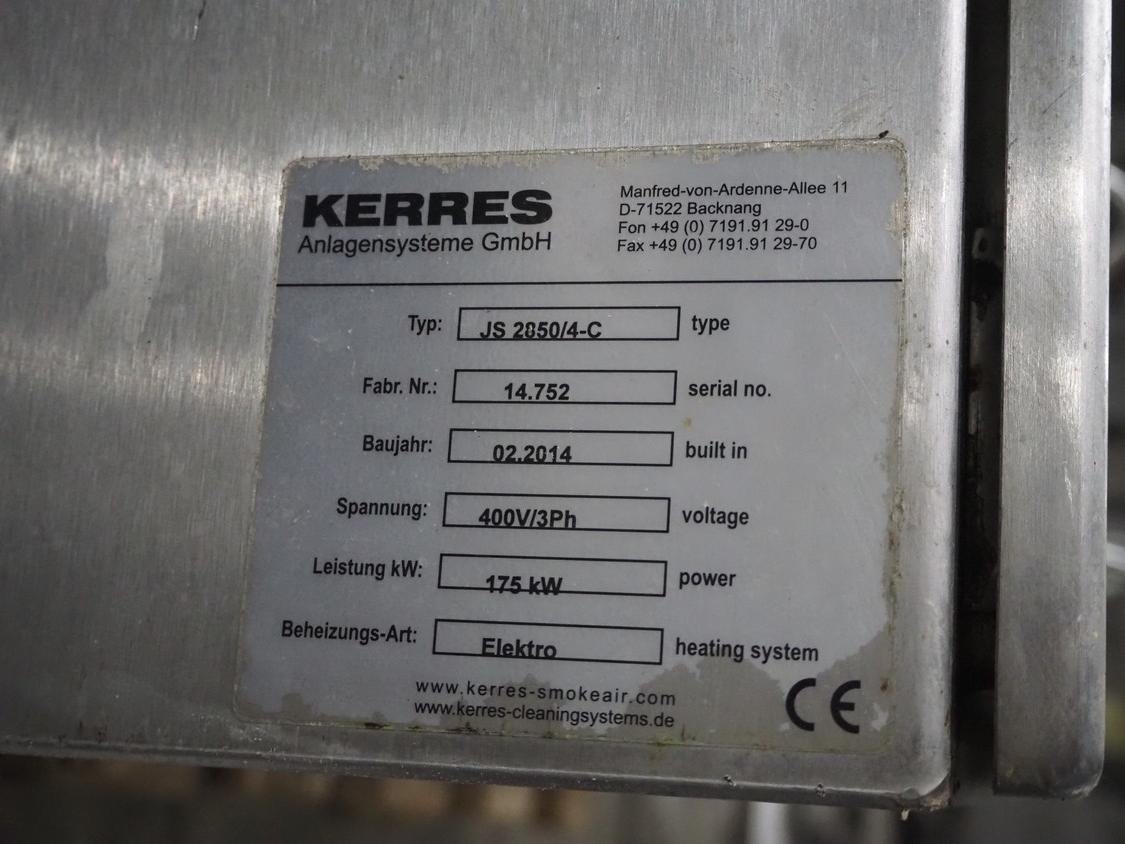 KERRES
Anlagensysteme GmbH
Manfred-von-Ardenne-Allee 11
D-71522 Backnang
Fon +49 (0) 7191.91 29-0
Fax +49 (0) 7191.91 29-70
Typ: JS 2850/4-C type
Fabr. Nr.: 14.752 serial no.
Baujahr: 02.2014 built in
Spannung: 400V/3Ph voltage
Leistung kW: 175 kW power
Beheizungs-Art: Elektro heating system
www.kerres-smokeair.com
www.kerres-cleaningsystems.de
CE